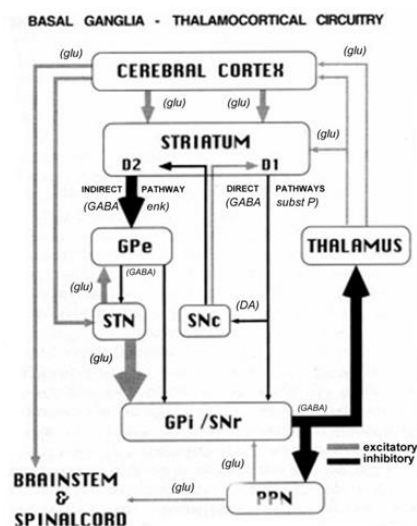 BASAL GANGLIA - THALAMOCORTICAL CIRCUITRY
(glu)
(glu)
CEREBRAL CORTEX
(glu)
(glu)
(glu)
STRIATUM
D2
D1
INDIRECT PATHWAY
(GABA enk)
DIRECT PATHWAYS
(GABA subst P)
GPe
THALAMUS
(glu)
(GABA)
STN
SNc
(DA)
(glu)
GPi /SNr
(GABA)
excitatory
inhibitory
(glu)
BRAINSTEM
&
SPINALCORD
(glu)
PPN